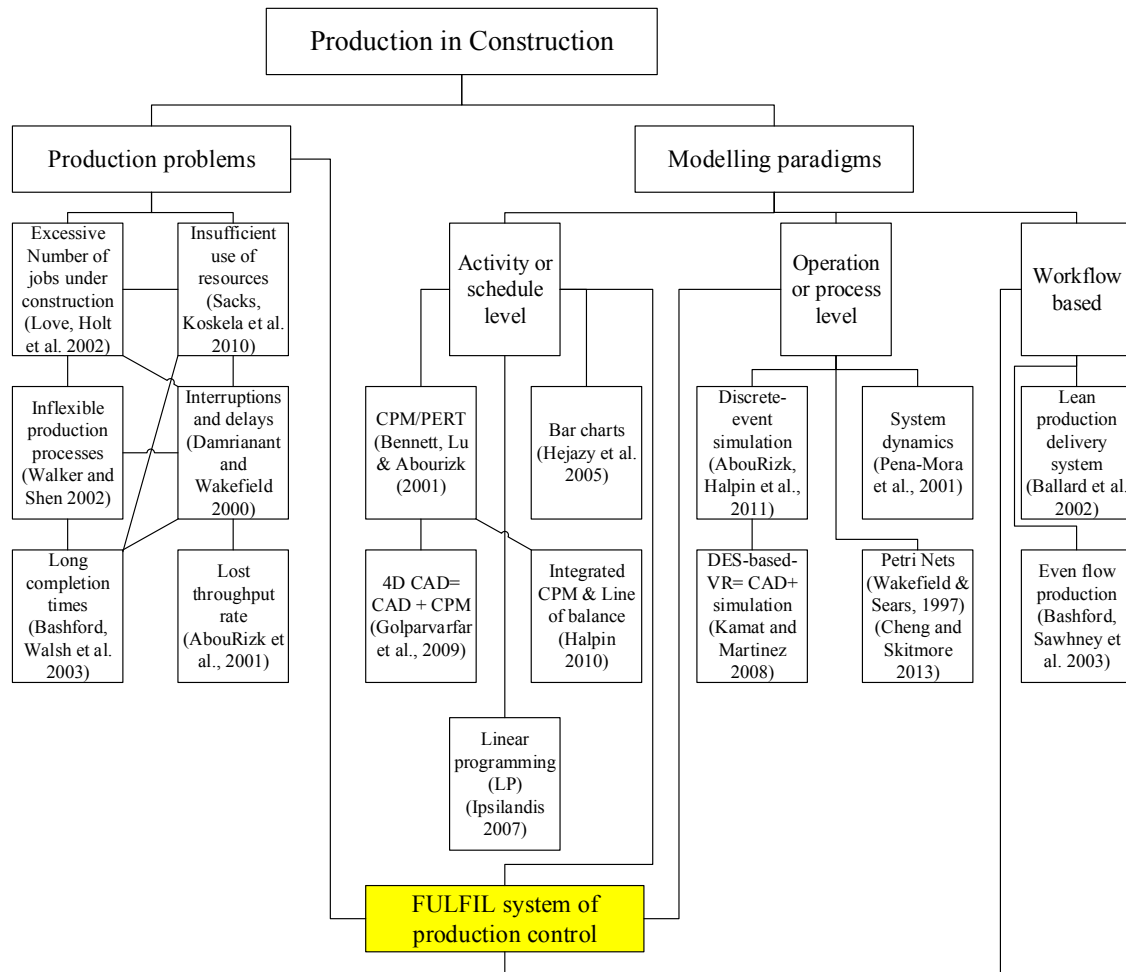 Production in Construction
Production problems
Modelling paradigms
Excessive
Number of
jobs under
construction
(Love, Holt
et al. 2002)
Insufficient
use of
resources
(Sacks,
Koskela et al.
2010)
Activity or
schedule
level
Operation
or process
level
Workflow
based
Inflexible
production
processes
(Walker and
Shen 2002)
Interruptions
and delays
(Damrianant
and
Wakefield
2000)
CPM/PERT
(Bennett, Lu
& Abourizk
(2001)
Bar charts
(Hejazy et al.
2005)
Discrete-
event
simulation
(AbouRizk,
Halpin et al.,
2011)
System
dynamics
(Pena-Mora
et al., 2001)
Lean
production
delivery
system
(Ballard et al.
2002)
Long
completion
times
(Bashford,
Walsh et al.
2003)
Lost
throughput
rate
(AbouRizk et
al., 2001)
4D CAD=
CAD + CPM
(Golparvarfar
et al., 2009)
Integrated
CPM & Line
of balance
(Halpin
2010)
DES-based-
VR= CAD+
simulation
(Kamat and
Martinez
2008)
Petri Nets
(Wakefield &
Sears, 1997)
(Cheng and
Skitmore
2013)
Even flow
production
(Bashford,
Sawhney et
al. 2003)
Linear
programming
(LP)
(Ipsilandis
2007)
FULFIL system of
production control